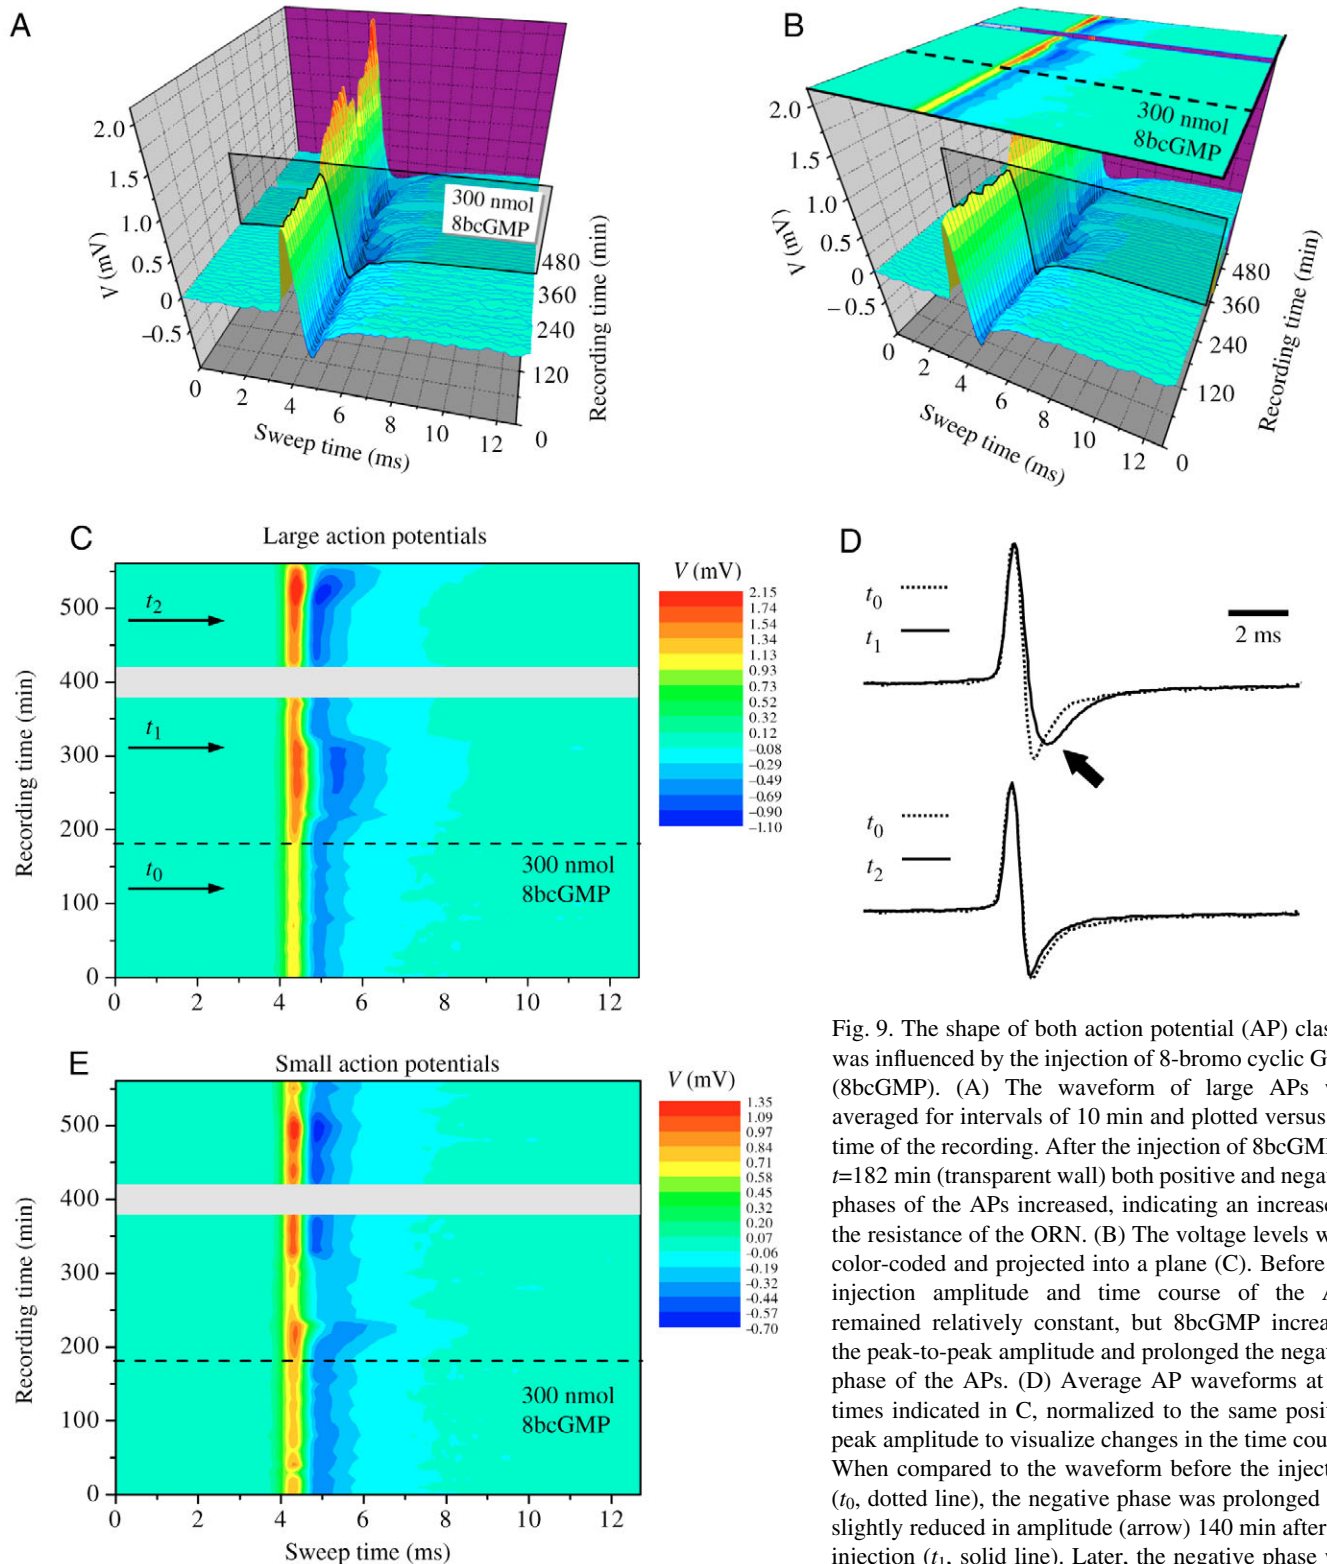 A
2.0
1.5
1.0
0.5
0
–0.5
V (mV)
300 nmol
8bcGMP
480
360
240
120
0
Recording time (min)
0 2 4 6 8 10 12
Sweep time (ms)
B
2.0
1.5
1.0
0.5
0
– 0.5
V (mV)
300 nmol
8bcGMP
480
360
240
120
0
Recording time (min)
0 2 4 6 8 10 12
Sweep time (ms)
C
Large action potentials
500
400
300
200
100
0
Recording time (min)
t2
t1
t0
300 nmol
8bcGMP
0 2 4 6 8 10 12
V (mV)
2.15
1.74
1.54
1.34
1.13
0.93
0.73
0.52
0.32
0.12
–0.08
–0.29
–0.49
–0.69
–0.90
–1.10
D
t0
t1
2 ms
t0
t2
E
Small action potentials
500
400
300
200
100
0
Recording time (min)
300 nmol
8bcGMP
0 2 4 6 8 10 12
Sweep time (ms)
V (mV)
1.35
1.09
0.97
0.84
0.71
0.58
0.45
0.32
0.20
0.07
-0.06
-0.19
-0.32
-0.44
-0.57
-0.70
Fig. 9. The shape of both action potential (AP) clas
was influenced by the injection of 8-bromo cyclic G
(8bcGMP). (A) The waveform of large APs w
averaged for intervals of 10 min and plotted versus
time of the recording. After the injection of 8bcGM
t=182 min (transparent wall) both positive and nega
phases of the APs increased, indicating an increase
the resistance of the ORN. (B) The voltage levels w
color-coded and projected into a plane (C). Before
injection amplitude and time course of the A
remained relatively constant, but 8bcGMP increa
the peak-to-peak amplitude and prolonged the negat
phase of the APs. (D) Average AP waveforms at
times indicated in C, normalized to the same posit
peak amplitude to visualize changes in the time cou
When compared to the waveform before the inject
(t0, dotted line), the negative phase was prolonged
slightly reduced in amplitude (arrow) 140 min after
injection (t1, solid line). Later, the negative phase w